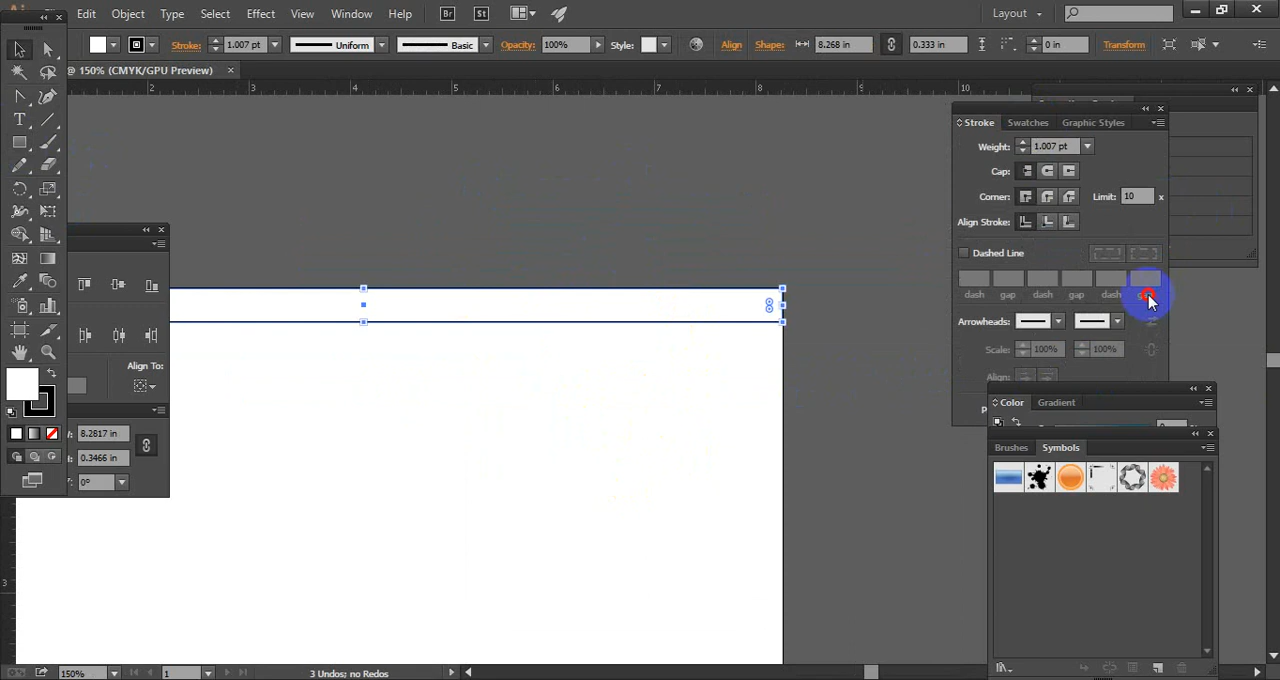 Edit Object Type Select Effect View Window Help Br St Layout
Stroke: 1.007 pt Uniform Basic Opacity: 100% Style: Align Shape: 8.268 in 0.333 in 0 in Transform
@ 150% (CMYK/GPU Preview)
2 3 4 5 6 7 8 9 10
Stroke Swatches Graphic Styles
Weight: 1.007 pt
Cap:
Corner: Limit: 10 x
Align Stroke:
Dashed Line
dash gap dash gap dash
Arrowheads:
Scale: 100% 100%
Align:
Align To:
Color Gradient
8.2817 in
0.3466 in
0°
Brushes Symbols
3
150% 1 3 Undos; no Redos